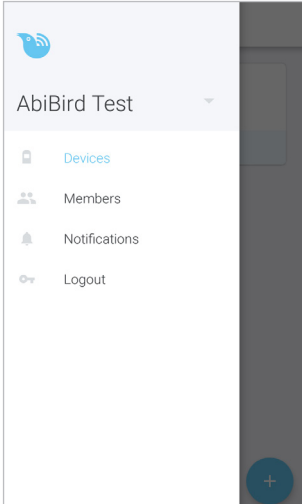 AbiBird Test
Devices
Members
Notifications
Logout